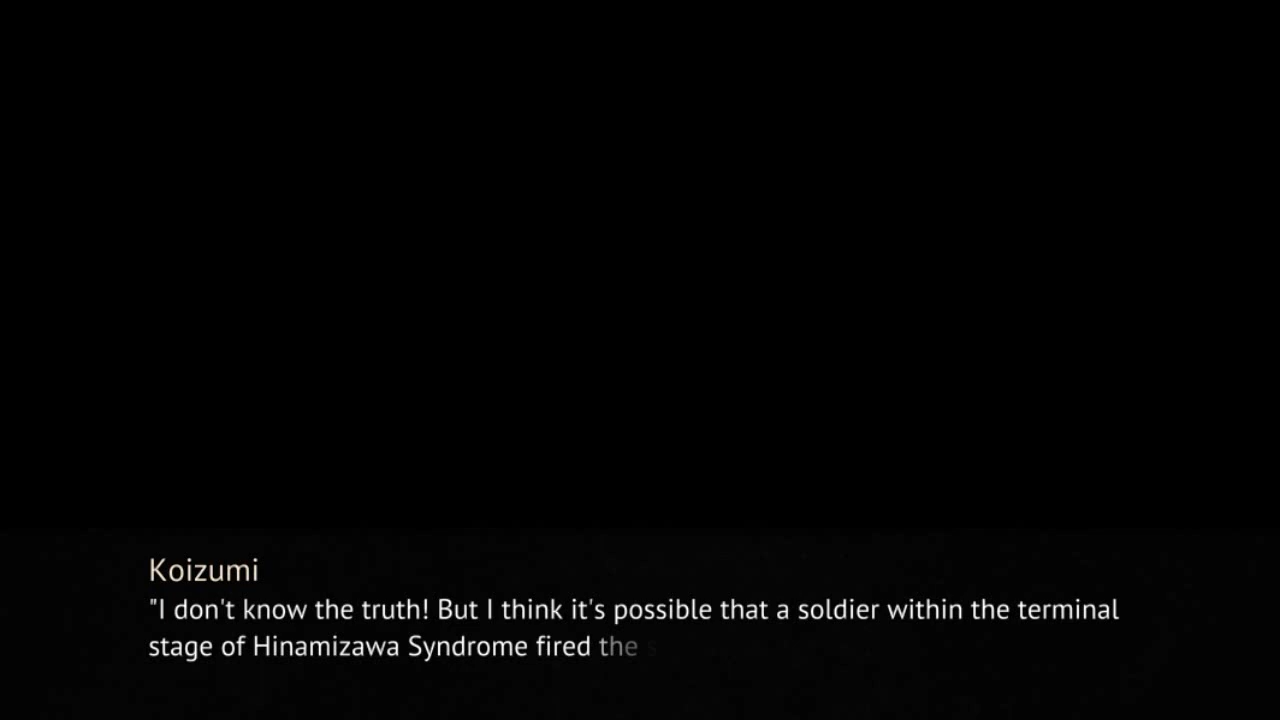 Koizumi
"I don't know the truth! But I think it's possible that a soldier within the terminal
stage of Hinamizawa Syndrome fired the